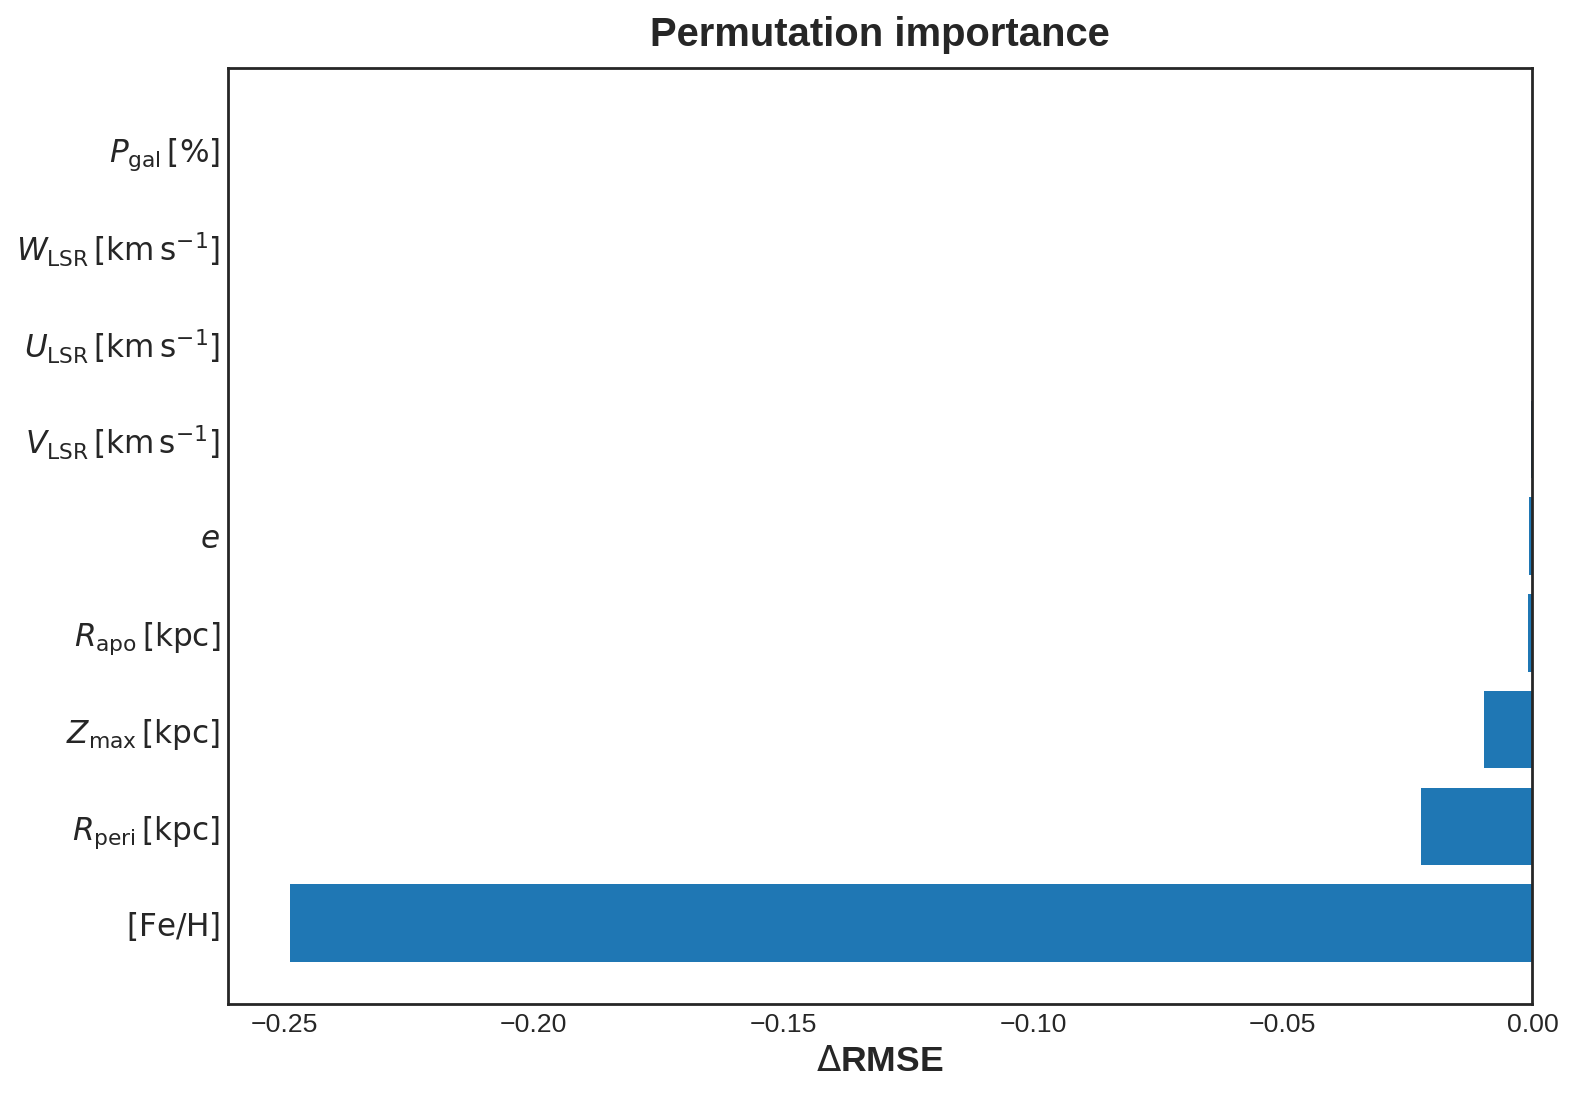 Permutation importance
P_gal [%]
W_LSR [km s⁻¹]
U_LSR [km s⁻¹]
V_LSR [km s⁻¹]
e
R_apo [kpc]
Z_max [kpc]
R_peri [kpc]
[Fe/H]
−0.25 −0.20 −0.15 −0.10 −0.05 0.00
ΔRMSE